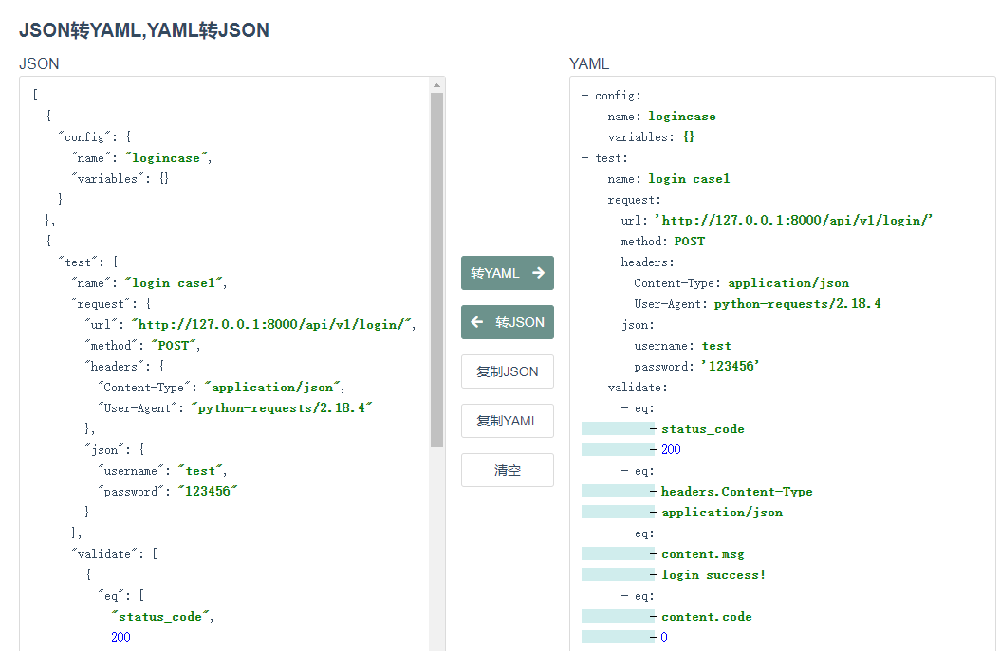 JSON转YAML,YAML转JSON
JSON
[
  {
    "config": {
      "name": "logincase",
      "variables": {}
    }
  },
  {
    "test": {
      "name": "login case1",
      "request": {
        "url": "http://127.0.0.1:8000/api/v1/login/",
        "method": "POST",
        "headers": {
          "Content-Type": "application/json",
          "User-Agent": "python-requests/2.18.4"
        },
        "json": {
          "username": "test",
          "password": "123456"
        }
      },
      "validate": [
        {
          "eq": [
            "status_code",
            200
转YAML →
← 转JSON
复制JSON
复制YAML
清空
YAML
- config:
    name: logincase
    variables: {}
- test:
    name: login case1
    request:
      url: 'http://127.0.0.1:8000/api/v1/login/'
      method: POST
      headers:
        Content-Type: application/json
        User-Agent: python-requests/2.18.4
      json:
        username: test
        password: '123456'
    validate:
      - eq:
          - status_code
          - 200
      - eq:
          - headers.Content-Type
          - application/json
      - eq:
          - content.msg
          - login success!
      - eq:
          - content.code
          - 0